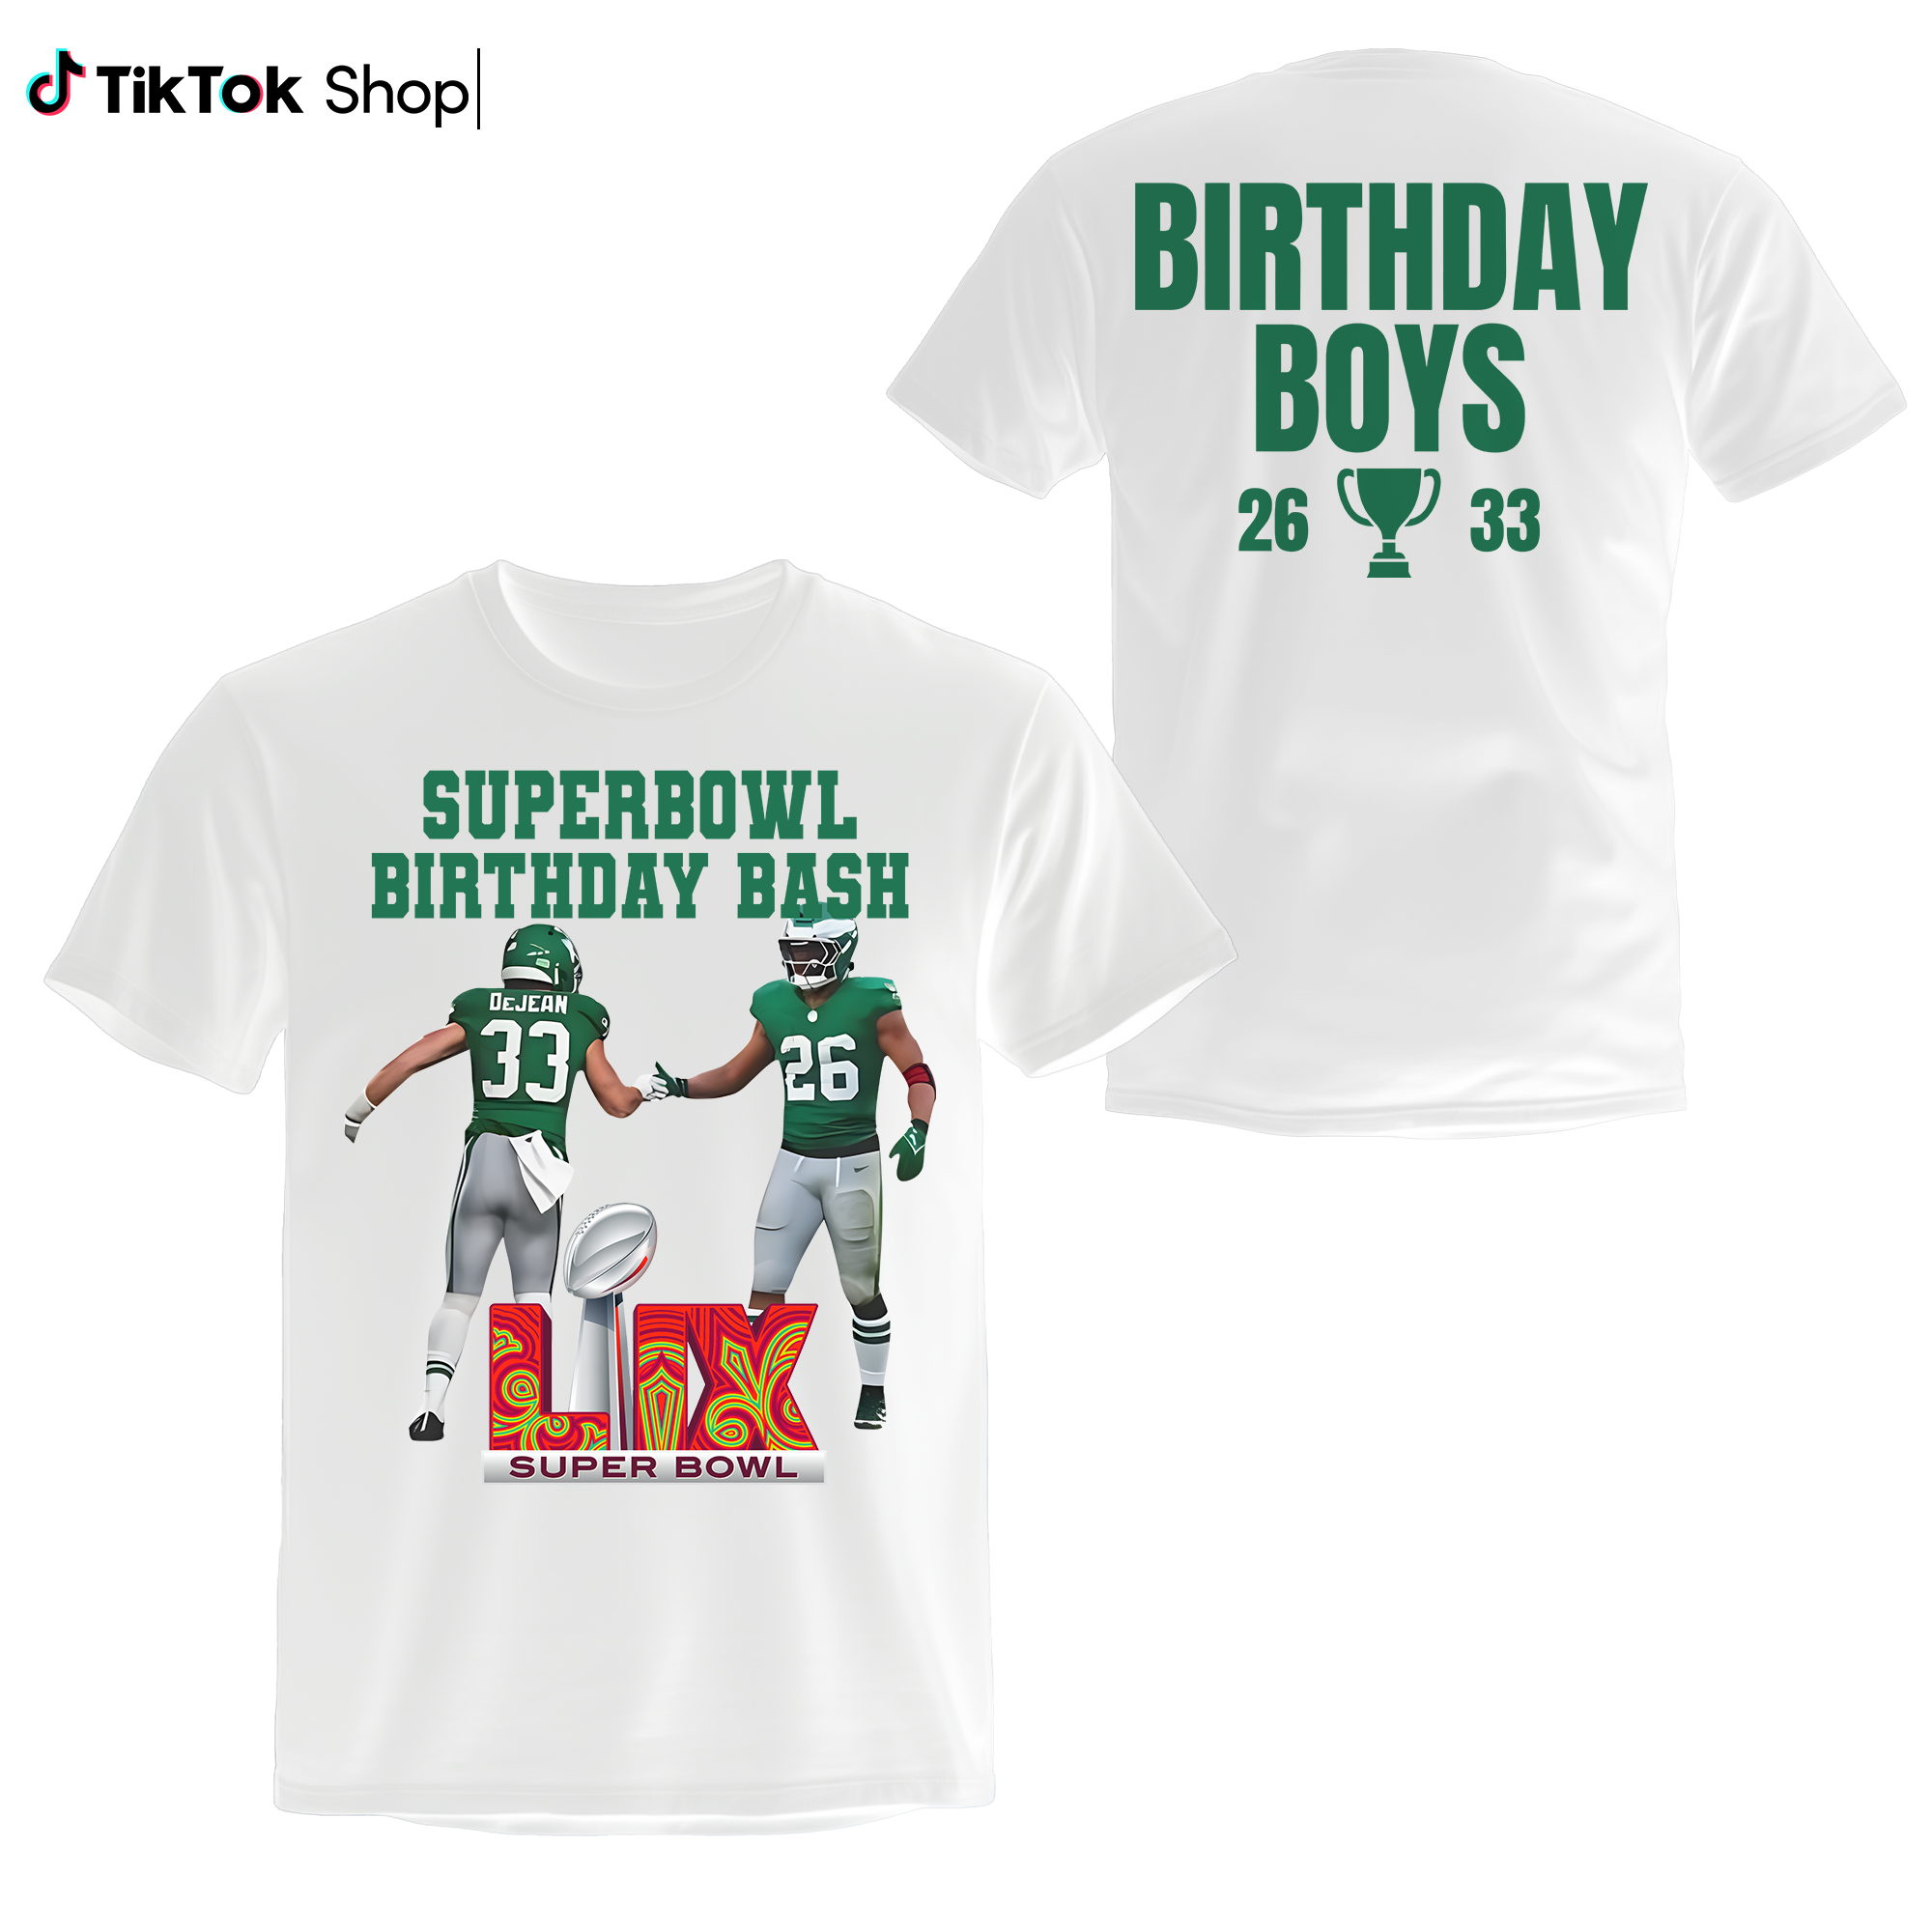 TikTok Shop
BIRTHDAY
BOYS
26 33
SUPERBOWL
BIRTHDAY BASH
DeJEAN
33
26
LIX
SUPER BOWL